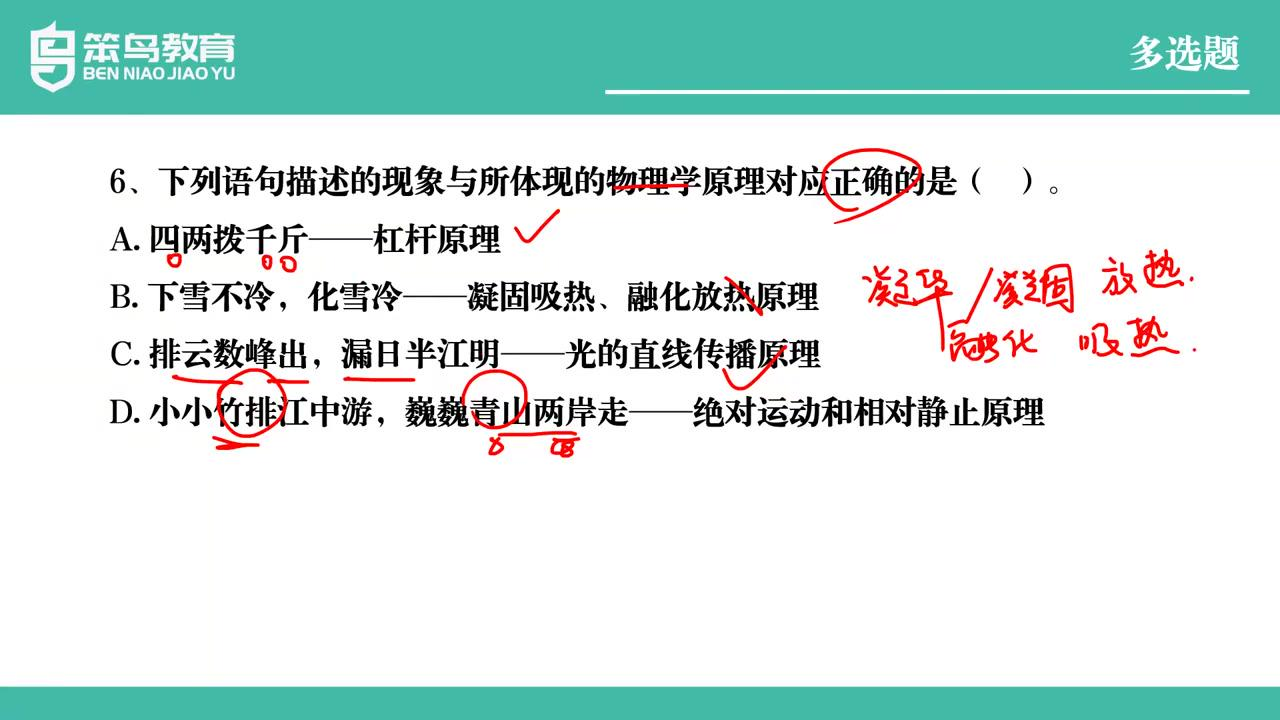 笨鸟教育
BEN NIAO JIAO YU
多选题
6、下列语句描述的现象与所体现的物理学原理对应正确的是（　）。
A. 四两拨千斤——杠杆原理
B. 下雪不冷，化雪冷——凝固吸热、融化放热原理
凝华/凝固 放热.
融化 吸热.
C. 排云数峰出，漏日半江明——光的直线传播原理
D. 小小竹排江中游，巍巍青山两岸走——绝对运动和相对静止原理